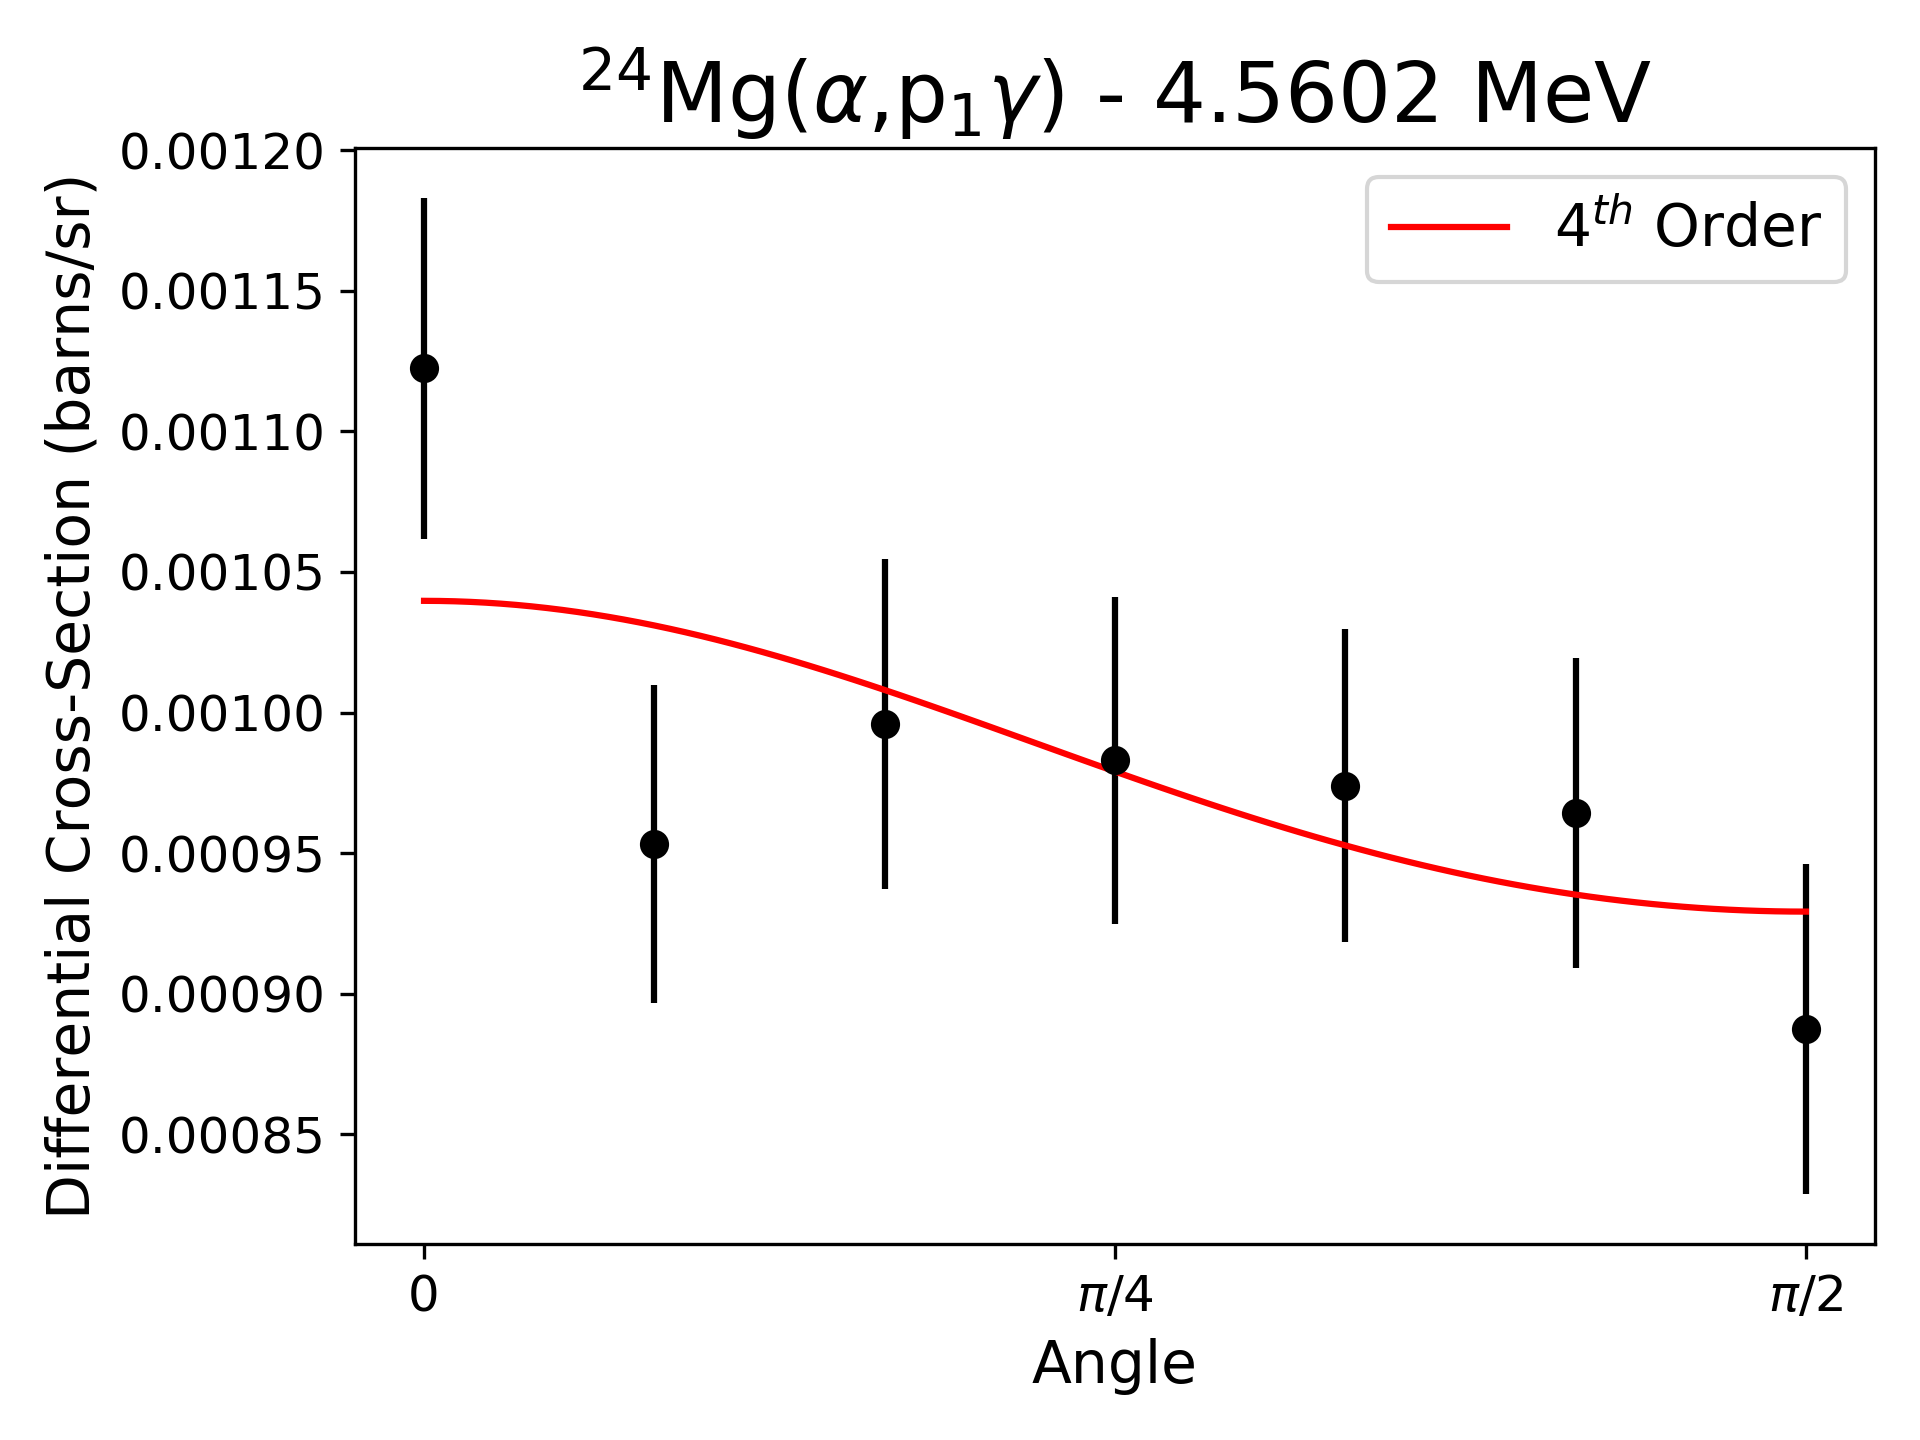 ²⁴Mg(α,p₁γ) - 4.5602 MeV
4ᵗʰ Order
Differential Cross-Section (barns/sr)
0.00120
0.00115
0.00110
0.00105
0.00100
0.00095
0.00090
0.00085
0 π/4 π/2
Angle